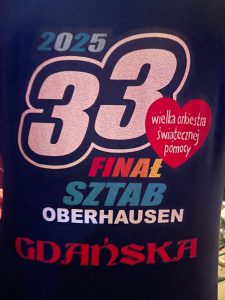 2025
33
wielka orkiestra
świątecznej
pomocy
FINAŁ
SZTAB
OBERHAUSEN
GDAŃSKA